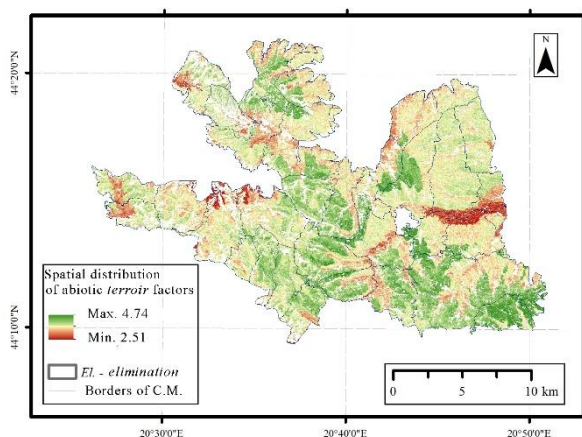 N
44°20'0"N
44°10'0"N
Spatial distribution
of abiotic terroir factors
Max. 4.74
Min. 2.51
El. - elimination
Borders of C.M.
0 5 10 km
20°30'0"E 20°40'0"E 20°50'0"E